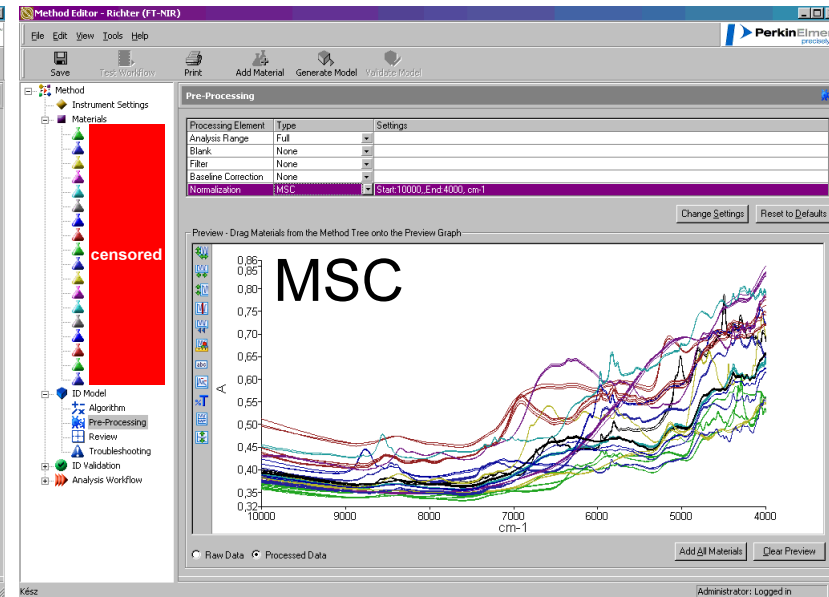 Method Editor - Richter (FT-NIR)
File Edit View Tools Help
PerkinElmer
precisely
Save Test Workflow Print Add Material Generate Model Validate Model
Method
Instrument Settings
Materials
censored
ID Model
Algorithm
Pre-Processing
Review
Troubleshooting
ID Validation
Analysis Workflow
Pre-Processing
Processing Element Type Settings
Analysis Range Full
Blank None
Filter None
Baseline Correction None
Normalization MSC Start:10000,,End:4000, cm-1
Change Settings Reset to Defaults
Preview - Drag Materials from the Method Tree onto the Preview Graph
MSC
0,86
0,85
0,80
0,75
0,70
0,65
0,60
0,55
0,50
0,45
0,40
0,35
0,32
A
abc
%T
10000 9000 8000 7000 6000 5000 4000
cm-1
Raw Data Processed Data
Add All Materials Clear Preview
Kész
Administrator: Logged in